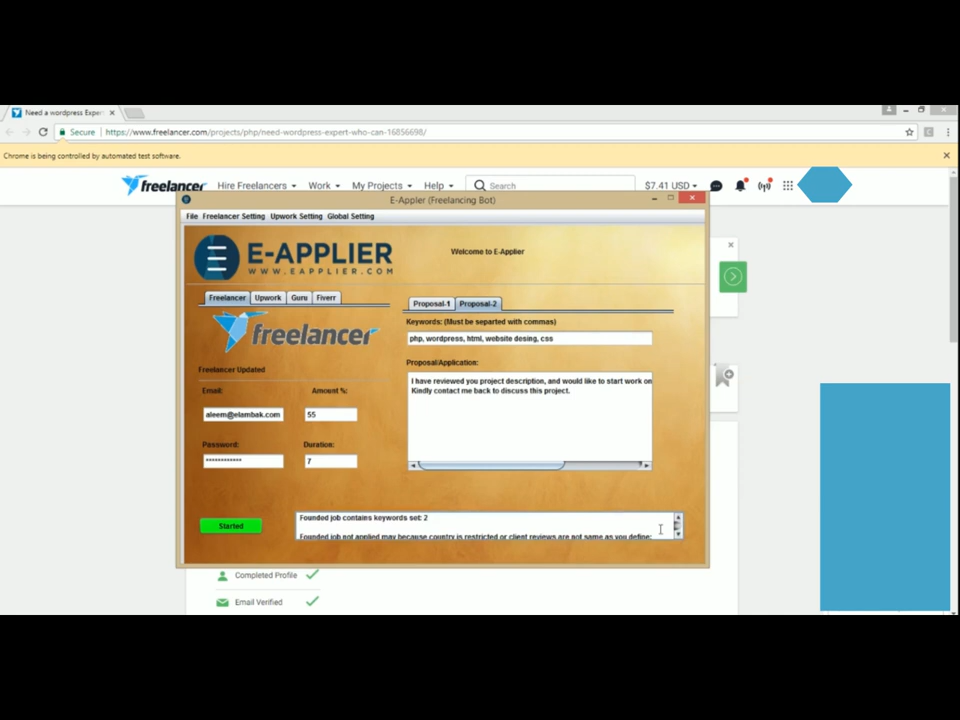 Need a wordpress Exper
Secure
https://www.freelancer.com/projects/php/need-wordpress-expert-who-can-16856698/
Chrome is being controlled by automated test software.
freelancer
Hire Freelancers
Work
My Projects
Help
Search
$7.41 USD
E-Appler (Freelancing Bot)
File Freelancer Setting Upwork Setting Global Setting
E-APPLIER
WWW.EAPPLIER.COM
Welcome to E-Applier
Freelancer Upwork Guru Fiverr
Proposal-1 Proposal-2
Keywords: (Must be separted with commas)
php, wordpress, html, website desing, css
freelancer
Proposal/Application:
I have reviewed you project description, and would like to start work on
Kindly contact me back to discuss this project.
Freelancer Updated
Email:
Amount %:
aleem@elambak.com
55
Password:
Duration:
************
7
Started
Founded job contains keywords set: 2
Founded job not applied may because country is restricted or client reviews are not same as you define:
Completed Profile
Email Verified